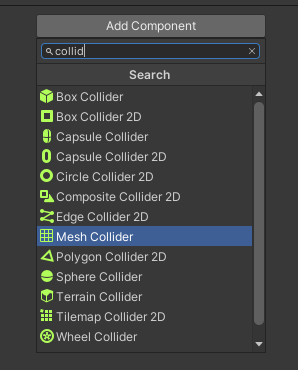 Add Component
collid
Search
Box Collider
Box Collider 2D
Capsule Collider
Capsule Collider 2D
Circle Collider 2D
Composite Collider 2D
Edge Collider 2D
Mesh Collider
Polygon Collider 2D
Sphere Collider
Terrain Collider
Tilemap Collider 2D
Wheel Collider